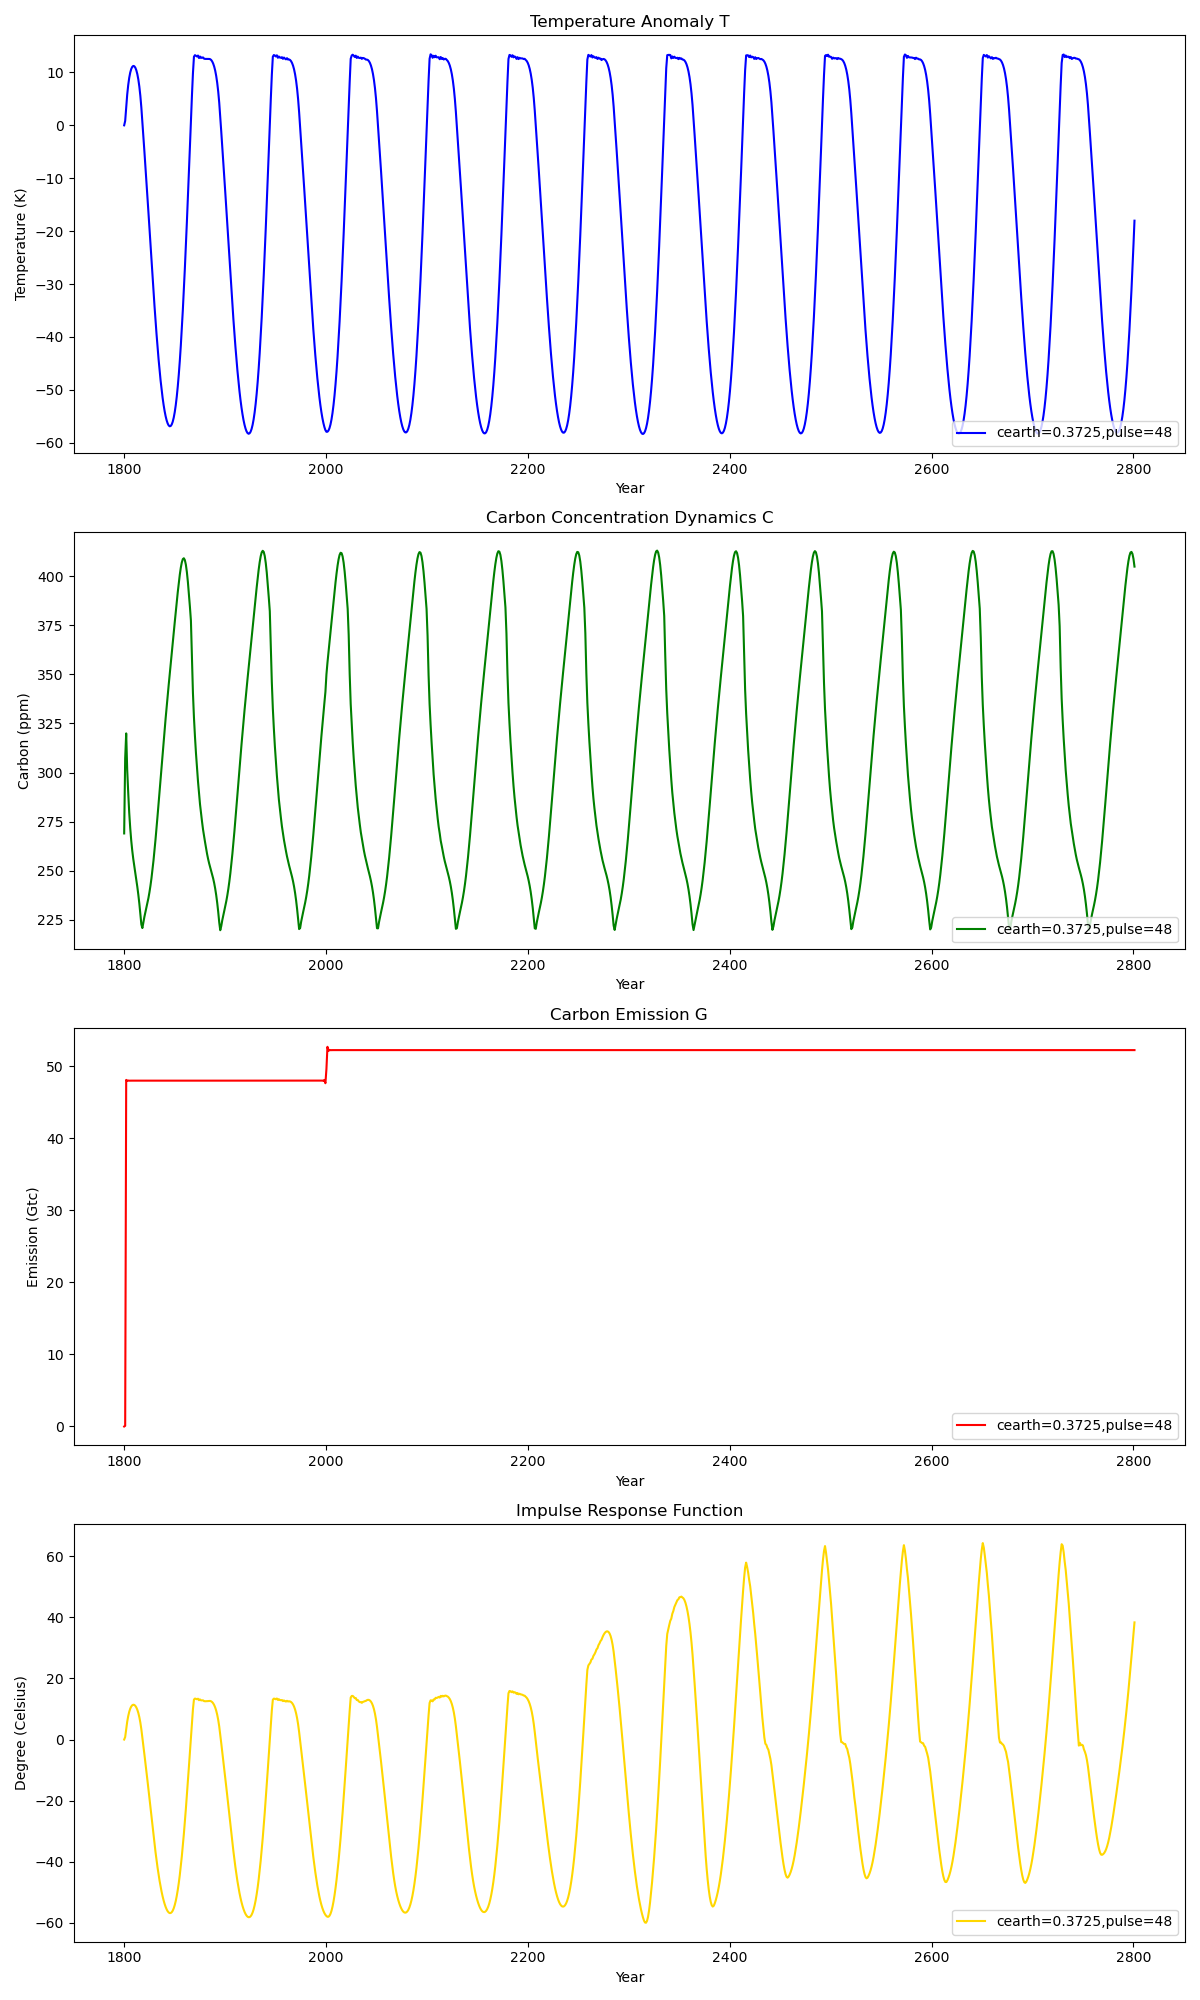 Temperature Anomaly T
10
0
−10
−20
−30
−40
−50
−60
Temperature (K)
cearth=0.3725,pulse=48
1800 2000 2200 2400 2600 2800
Year
Carbon Concentration Dynamics C
400
375
350
325
300
275
250
225
Carbon (ppm)
cearth=0.3725,pulse=48
1800 2000 2200 2400 2600 2800
Year
Carbon Emission G
50
40
30
20
10
0
Emission (Gtc)
cearth=0.3725,pulse=48
1800 2000 2200 2400 2600 2800
Year
Impulse Response Function
60
40
20
0
−20
−40
−60
Degree (Celsius)
cearth=0.3725,pulse=48
1800 2000 2200 2400 2600 2800
Year